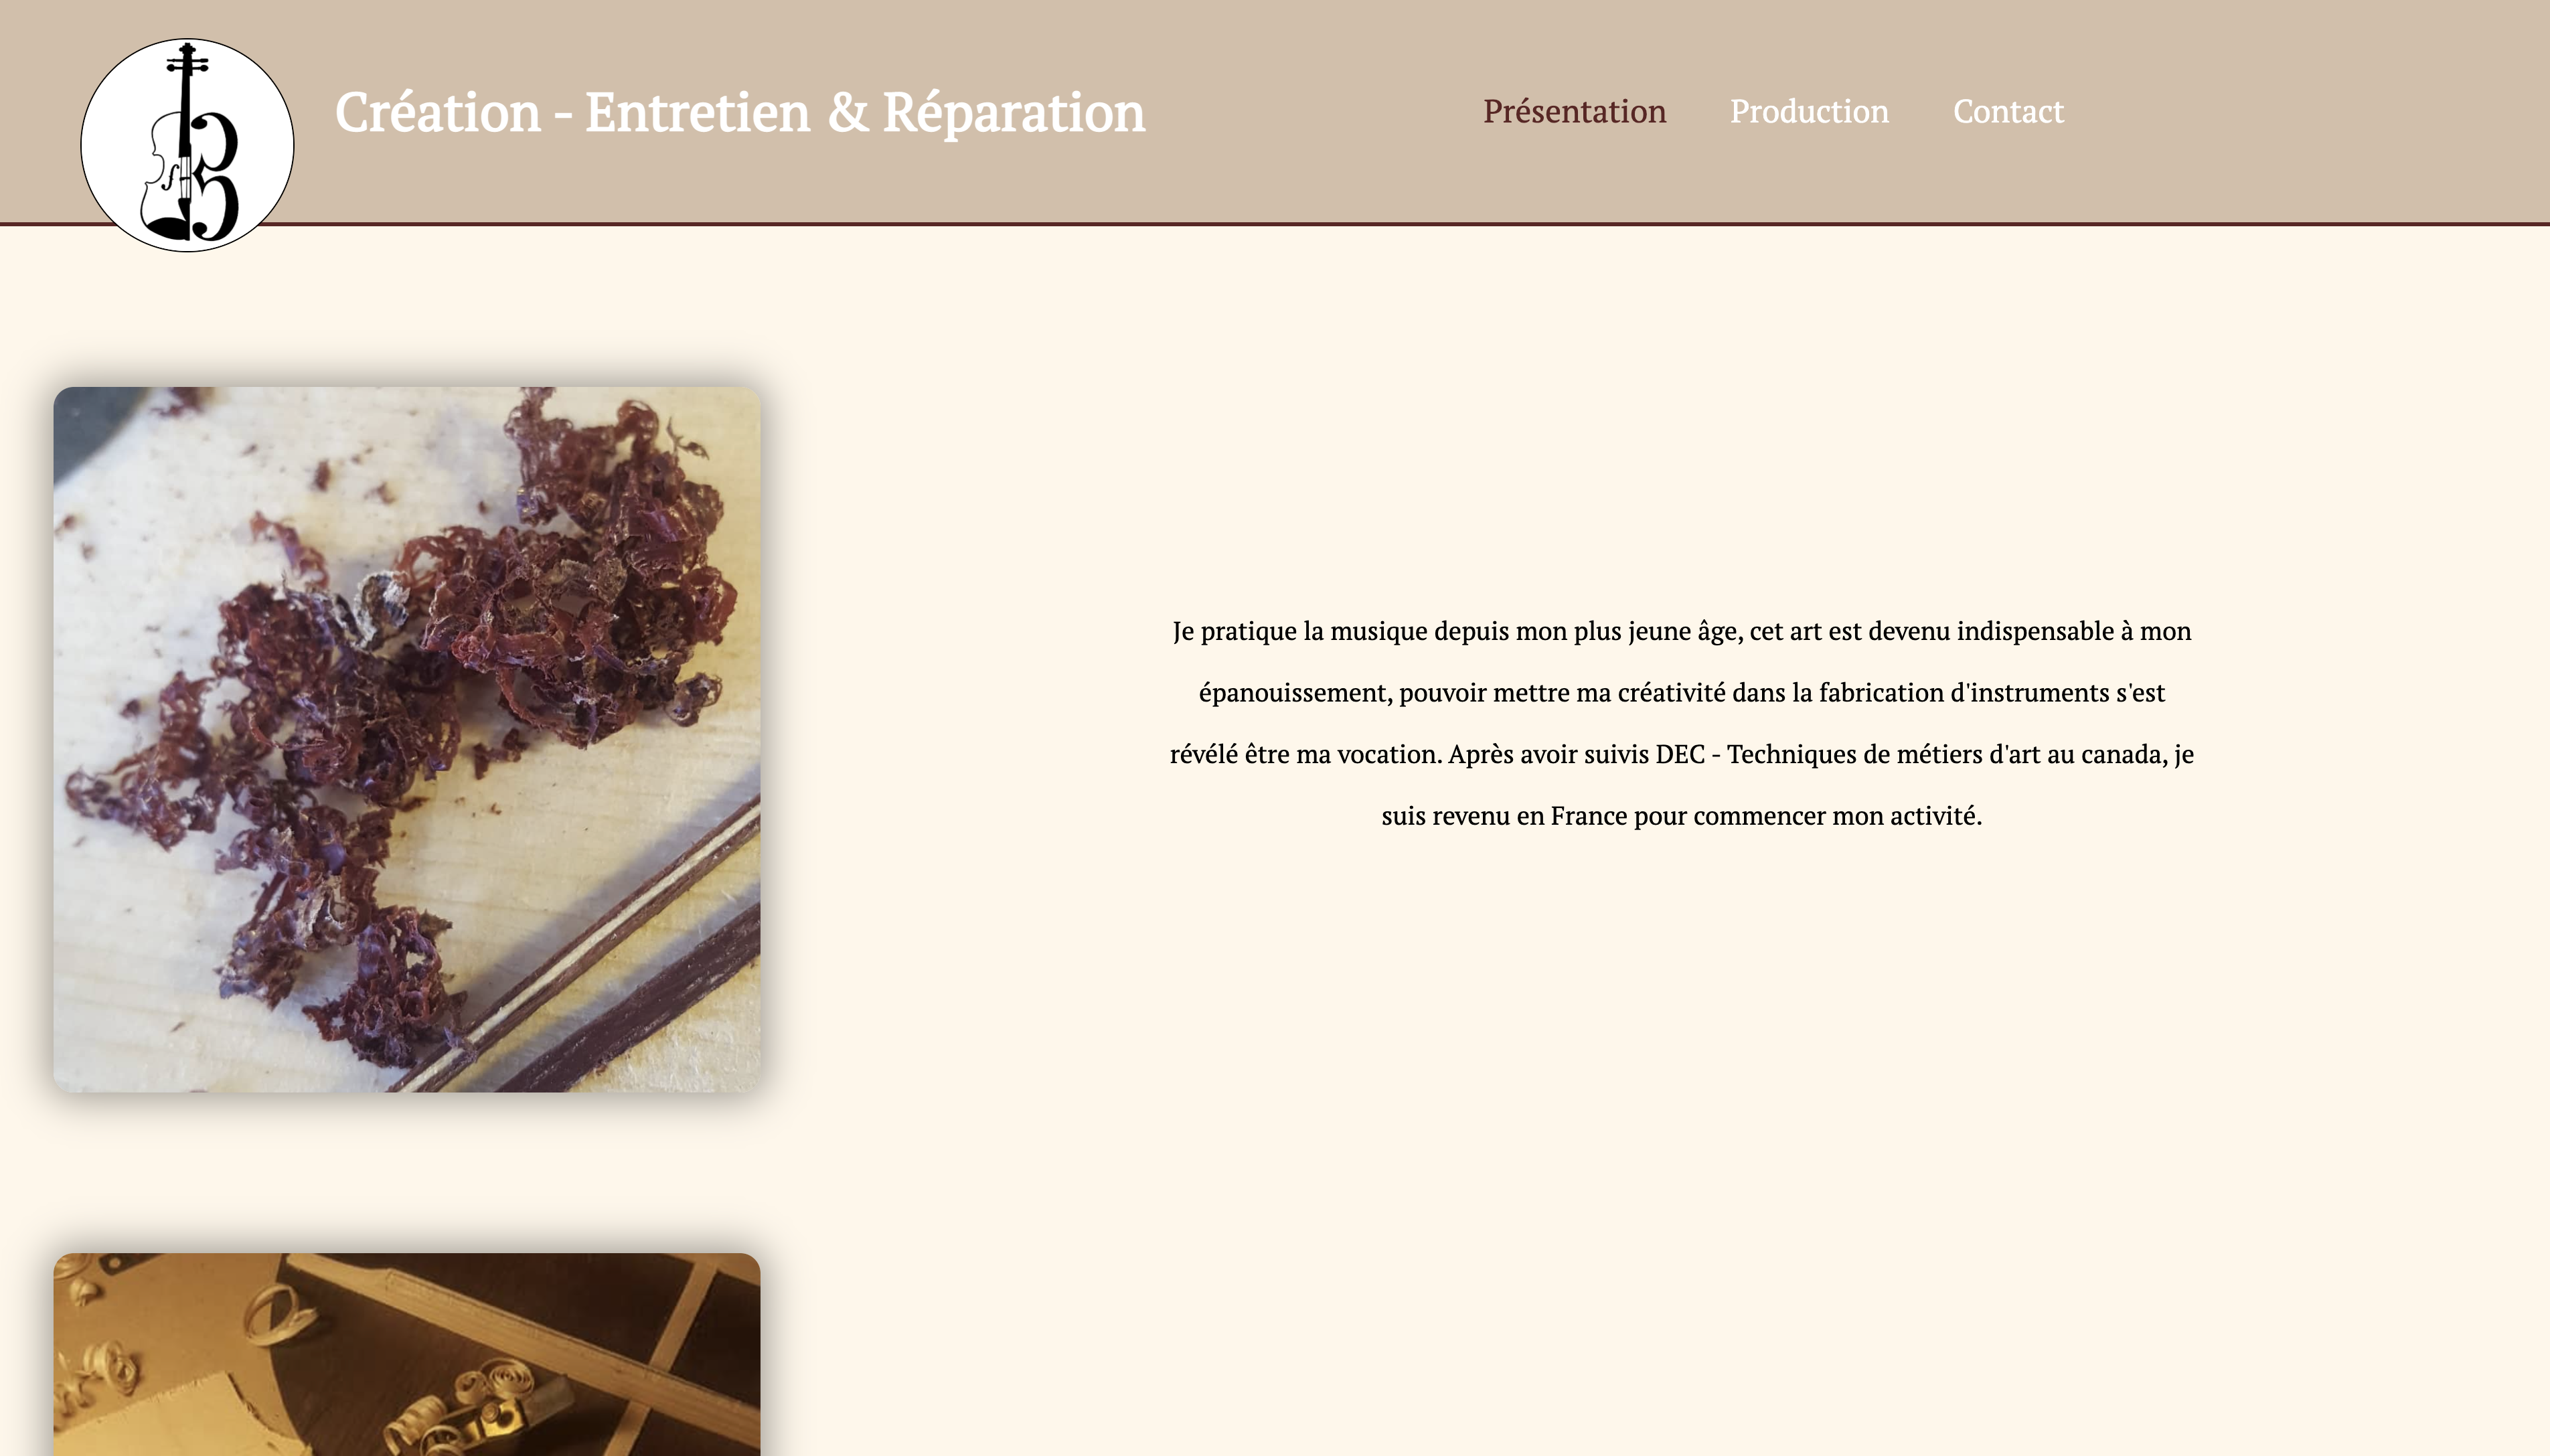 Création - Entretien & Réparation
Présentation
Production
Contact
Je pratique la musique depuis mon plus jeune âge, cet art est devenu indispensable à mon
épanouissement, pouvoir mettre ma créativité dans la fabrication d'instruments s'est
révélé être ma vocation. Après avoir suivis DEC - Techniques de métiers d'art au canada, je
suis revenu en France pour commencer mon activité.